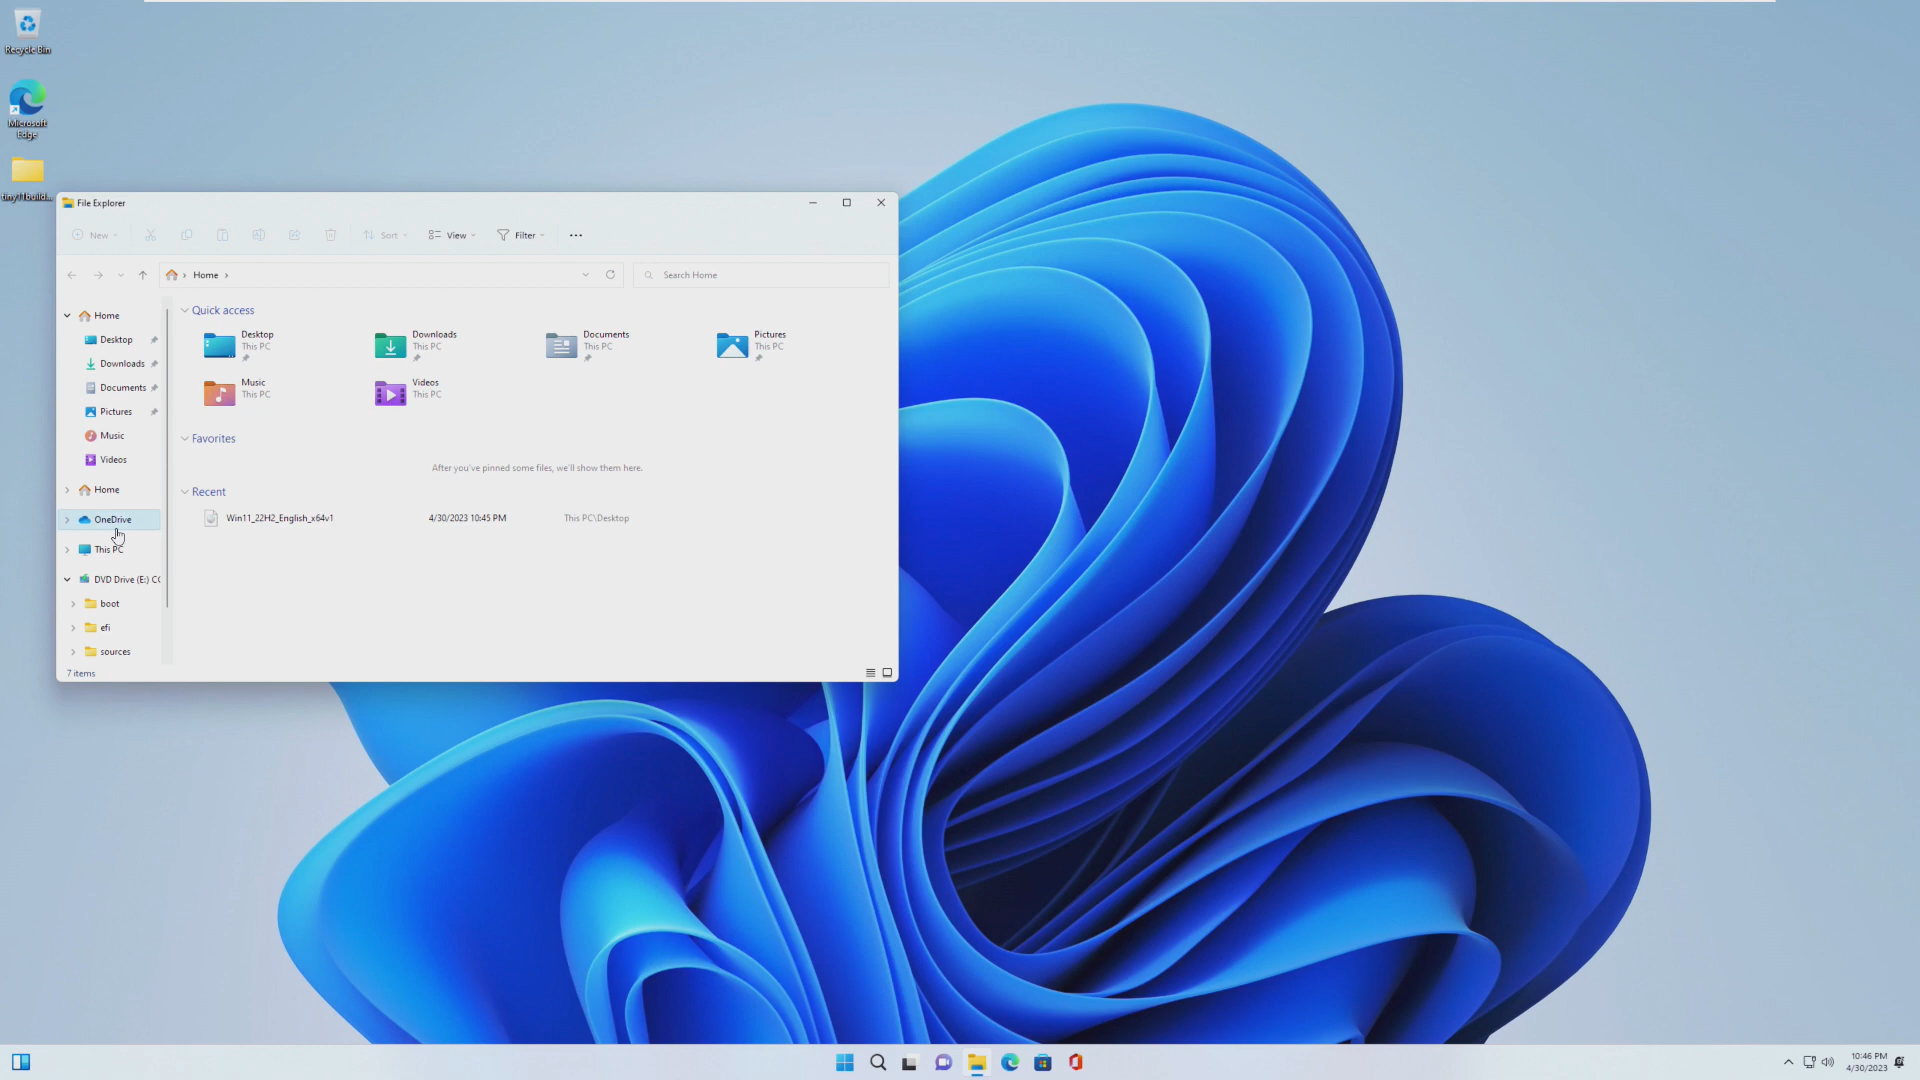 Recycle Bin
Microsoft
Edge
tiny11build...
File Explorer
New
Sort
View
Filter
Home
Search Home
Home
Desktop
Downloads
Documents
Pictures
Music
Videos
Home
OneDrive
This PC
DVD Drive (E:) CC
boot
efi
sources
Quick access
Desktop
This PC
Downloads
This PC
Documents
This PC
Pictures
This PC
Music
This PC
Videos
This PC
Favorites
After you've pinned some files, we'll show them here.
Recent
Win11_22H2_English_x64v1 4/30/2023 10:45 PM This PC\Desktop
7 items
10:46 PM
4/30/2023